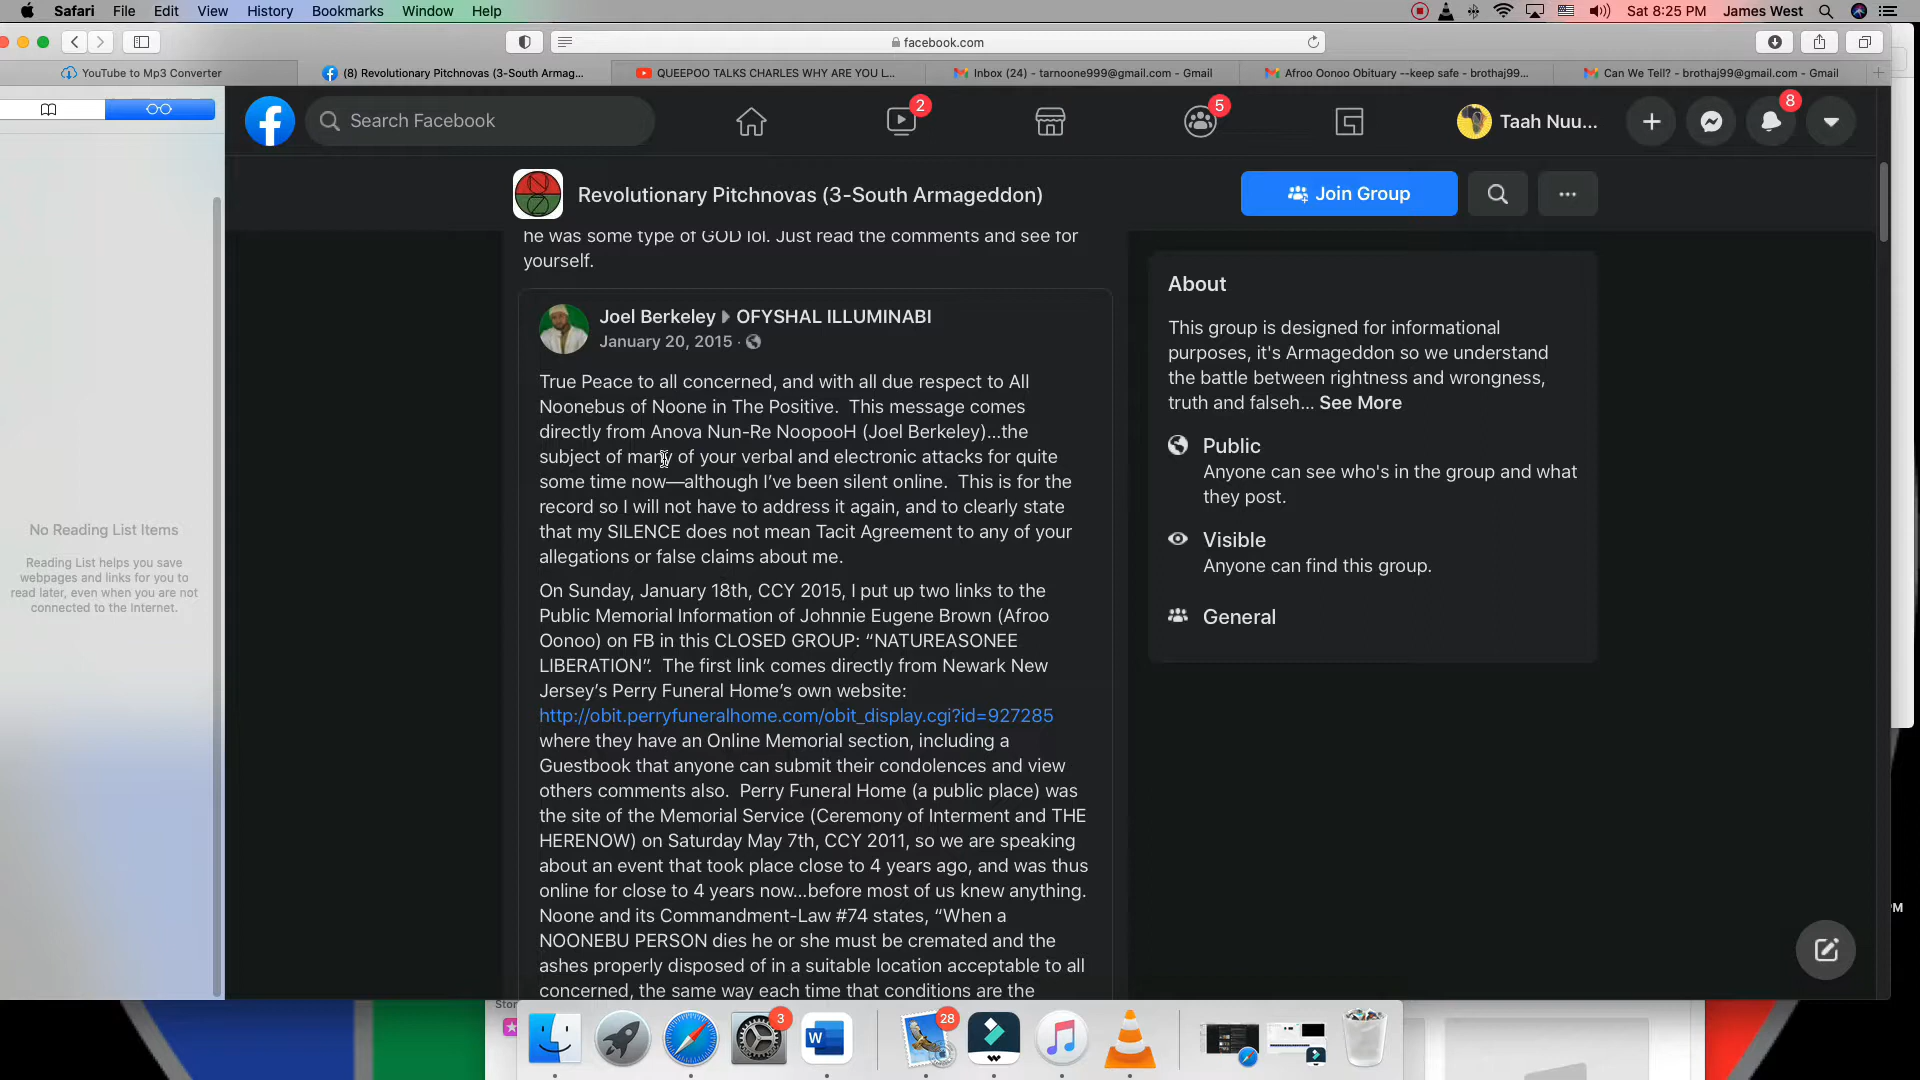 Safari File Edit View History Bookmarks Window Help Sat 8:25 PM James West
facebook.com
YouTube to Mp3 Converter
(8) Revolutionary Pitchnovas (3-South Armag...
QUEEPOO TALKS CHARLES WHY ARE YOU L...
Inbox (24) - tarnoone999@gmail.com - Gmail
Afroo Oonoo Obituary --keep safe - brothaj99...
Can We Tell? - brothaj99@gmail.com - Gmail
Search Facebook
2
5
Taah Nuu...
8
Revolutionary Pitchnovas (3-South Armageddon)
Join Group
he was some type of GOD lol. Just read the comments and see for
yourself.
Joel Berkeley OFYSHAL ILLUMINABI
January 20, 2015 ·
True Peace to all concerned, and with all due respect to All
Noonebus of Noone in The Positive. This message comes
directly from Anova Nun-Re NoopooH (Joel Berkeley)...the
subject of many of your verbal and electronic attacks for quite
some time now—although I've been silent online. This is for the
record so I will not have to address it again, and to clearly state
that my SILENCE does not mean Tacit Agreement to any of your
allegations or false claims about me.
On Sunday, January 18th, CCY 2015, I put up two links to the
Public Memorial Information of Johnnie Eugene Brown (Afroo
Oonoo) on FB in this CLOSED GROUP: “NATUREASONEE
LIBERATION”. The first link comes directly from Newark New
Jersey's Perry Funeral Home's own website:
http://obit.perryfuneralhome.com/obit_display.cgi?id=927285
where they have an Online Memorial section, including a
Guestbook that anyone can submit their condolences and view
others comments also. Perry Funeral Home (a public place) was
the site of the Memorial Service (Ceremony of Interment and THE
HERENOW) on Saturday May 7th, CCY 2011, so we are speaking
about an event that took place close to 4 years ago, and was thus
online for close to 4 years now...before most of us knew anything.
Noone and its Commandment-Law #74 states, “When a
NOONEBU PERSON dies he or she must be cremated and the
ashes properly disposed of in a suitable location acceptable to all
concerned, the same way each time that conditions are the
About
This group is designed for informational
purposes, it's Armageddon so we understand
the battle between rightness and wrongness,
truth and falseh... See More
Public
Anyone can see who's in the group and what
they post.
Visible
Anyone can find this group.
General
No Reading List Items
Reading List helps you save
webpages and links for you to
read later, even when you are not
connected to the Internet.
M
Stor
3
W
28